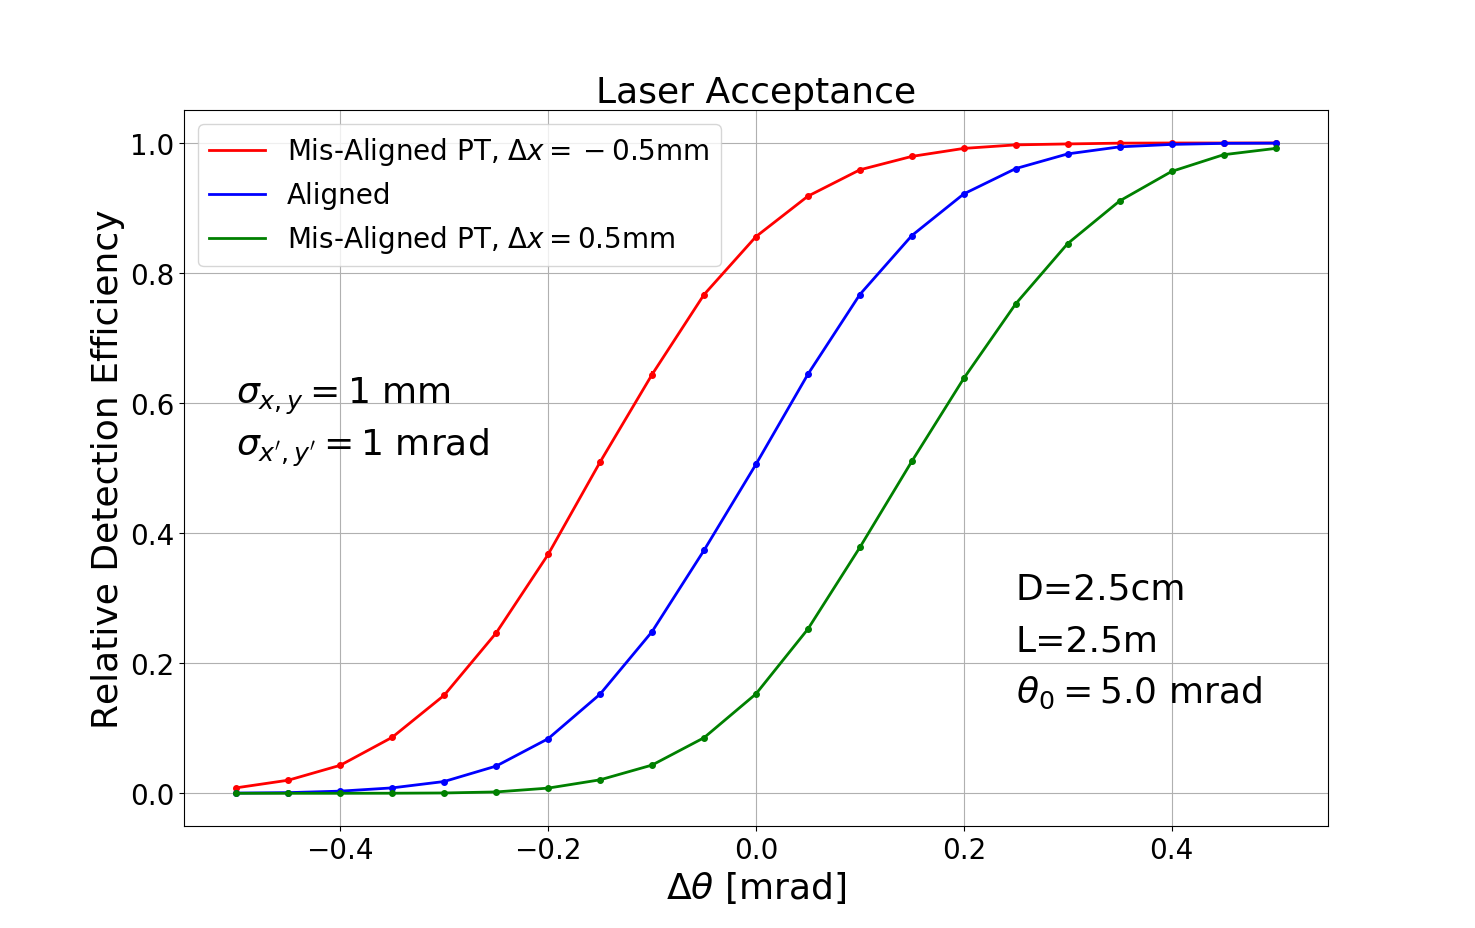 Laser Acceptance
Mis-Aligned PT, Δx = −0.5mm
Aligned
Mis-Aligned PT, Δx = 0.5mm
Relative Detection Efficiency
1.0
0.8
0.6
0.4
0.2
0.0
σx,y = 1 mm
σx′,y′ = 1 mrad
D=2.5cm
L=2.5m
θ0 = 5.0 mrad
−0.4 −0.2 0.0 0.2 0.4
Δθ [mrad]